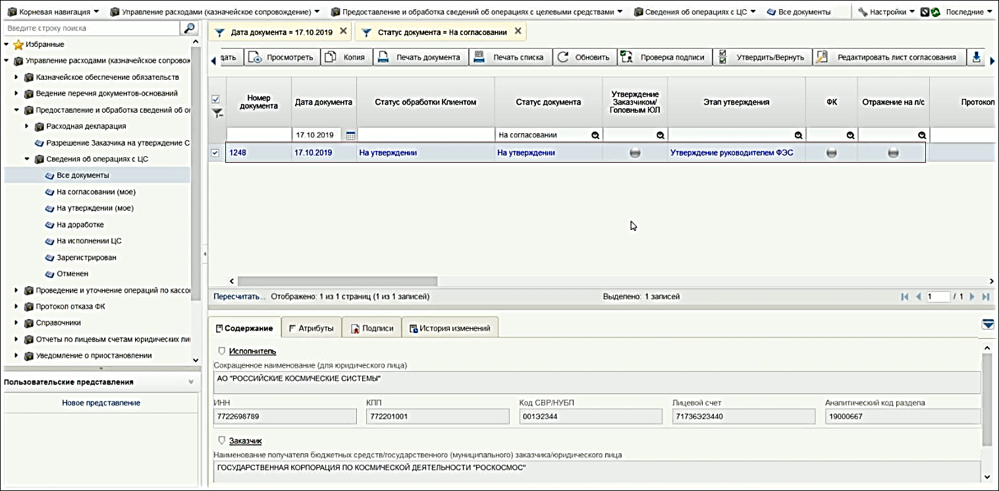 Корневая навигация
Управление расходами (казначейское сопровождение)
Предоставление и обработка сведений об операциях с целевыми средствами
Сведения об операциях с ЦС
Все документы
Настройки
Последние
Введите строку поиска
Избранные
Управление расходами (казначейское сопровож
Казначейское обеспечение обязательств
Ведение перечня документов-оснований
Предоставление и обработка сведений об о
Расходная декларация
Разрешение Заказчика на утверждение С
Сведения об операциях с ЦС
Все документы
На согласовании (мое)
На утверждении (мое)
На доработке
На исполнении ЦС
Зарегистрирован
Отменен
Проведение и уточнение операций по кассо
Протокол отказа ФК
Справочники
Отчеты по лицевым счетам юридических ли
Уведомление о приостановлении
Пользовательские представления
Новое представление
Дата документа = 17.10.2019
Статус документа = На согласовании
дать
Просмотреть
Копия
Печать документа
Печать списка
Обновить
Проверка подписи
Утвердить/Вернуть
Редактировать лист согласования
Номер
документа
Дата документа
Статус обработки Клиентом
Статус документа
Утверждение
Заказчиком/
Головным ЮЛ
Этап утверждения
ФК
Отражение на л/с
Протокол
17.10.2019
На согласовании
1248
17.10.2019
На утверждении
На утверждении
Утверждение руководителем ФЭС
Пересчитать...
Отображено: 1 из 1 страниц (1 из 1 записей)
Выделено: 1 записей
1
/ 1
Содержание
Атрибуты
Подписи
История изменений
Исполнитель
Сокращенное наименование (для юридического лица)
АО "РОССИЙСКИЕ КОСМИЧЕСКИЕ СИСТЕМЫ"
ИНН
КПП
Код СВР/НУБП
Лицевой счет
Аналитический код раздела
7722698789
772201001
001Э2344
71736Э23440
19000667
Заказчик
Наименование получателя бюджетных средств/государственного (муниципального) заказчика/юридического лица
ГОСУДАРСТВЕННАЯ КОРПОРАЦИЯ ПО КОСМИЧЕСКОЙ ДЕЯТЕЛЬНОСТИ "РОСКОСМОС"